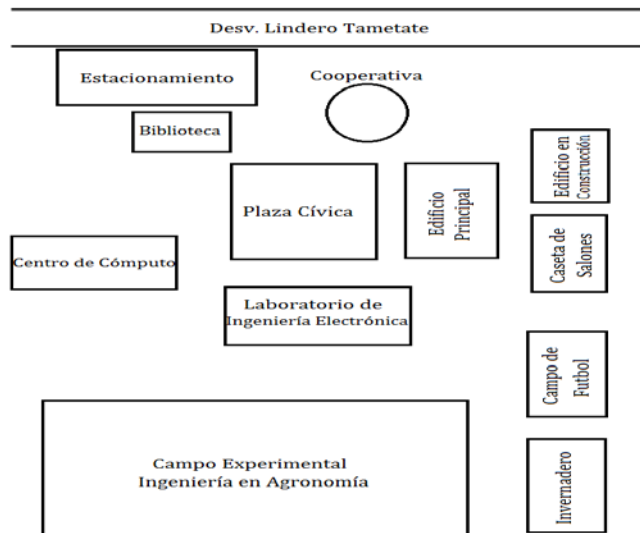 Desv. Lindero Tametate
Estacionamiento
Cooperativa
Biblioteca
Edificio en
Construcción
Plaza Cívica
Edificio
Principal
Caseta de
Salones
Centro de Cómputo
Laboratorio de
Ingeniería Electrónica
Campo de
Futbol
Campo Experimental
Ingeniería en Agronomía
Invernadero